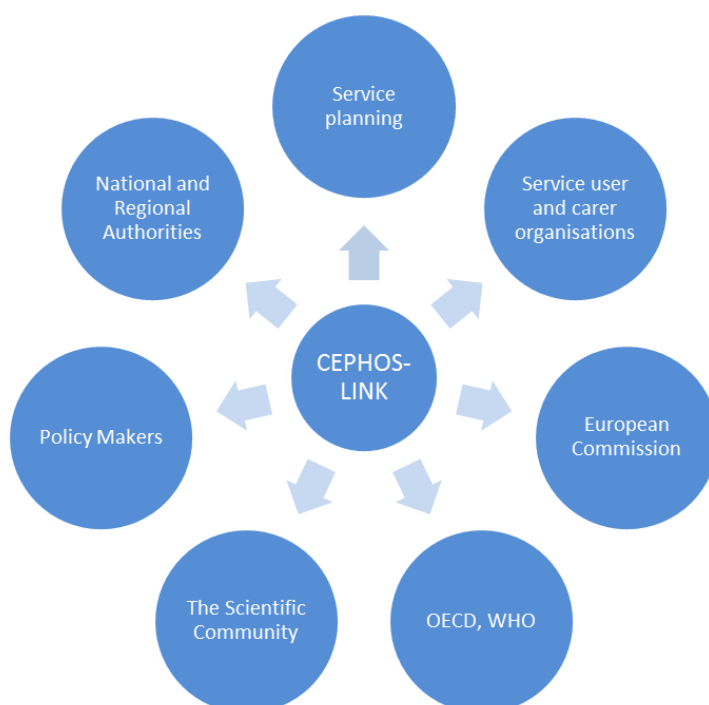 Service
planning
National and
Regional
Authorities
Service user
and carer
organisations
CEPHOS-
LINK
Policy Makers
European
Commission
The Scientific
Community
OECD, WHO